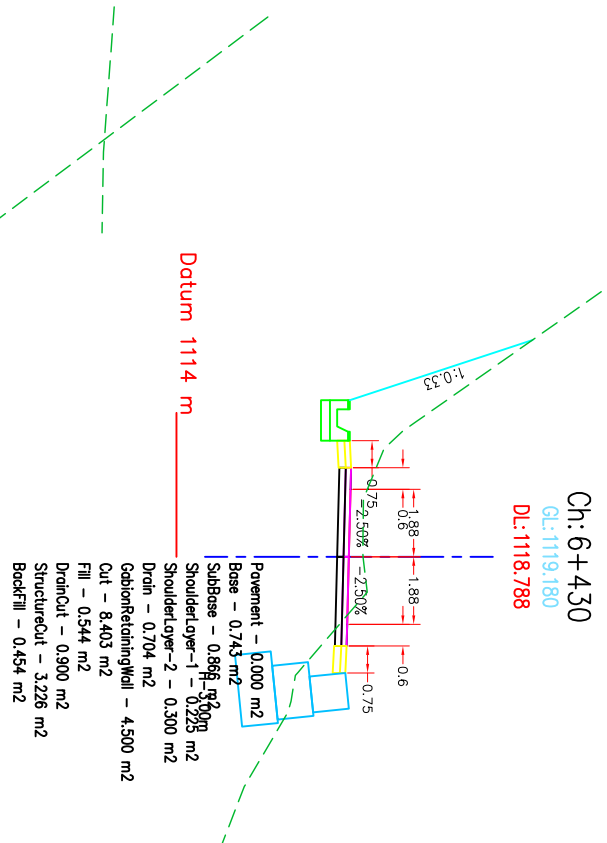 Ch: 6+430
GL:1119.180
DL:1118.788
1:0.33
0.75
0.6
1.88
1.88
0.6
0.75
-2.50%
-2.50%
H-3.00m
Datum 1114 m
Pavement - 0.000 m2
Base - 0.743 m2
SubBase - 0.866 m2
ShoulderLayer-1 - 0.225 m2
ShoulderLayer-2 - 0.300 m2
Drain - 0.704 m2
GabionRetainingWall - 4.500 m2
Cut - 8.403 m2
Fill - 0.544 m2
DrainCut - 0.900 m2
StructureCut - 3.226 m2
BackFill - 0.454 m2